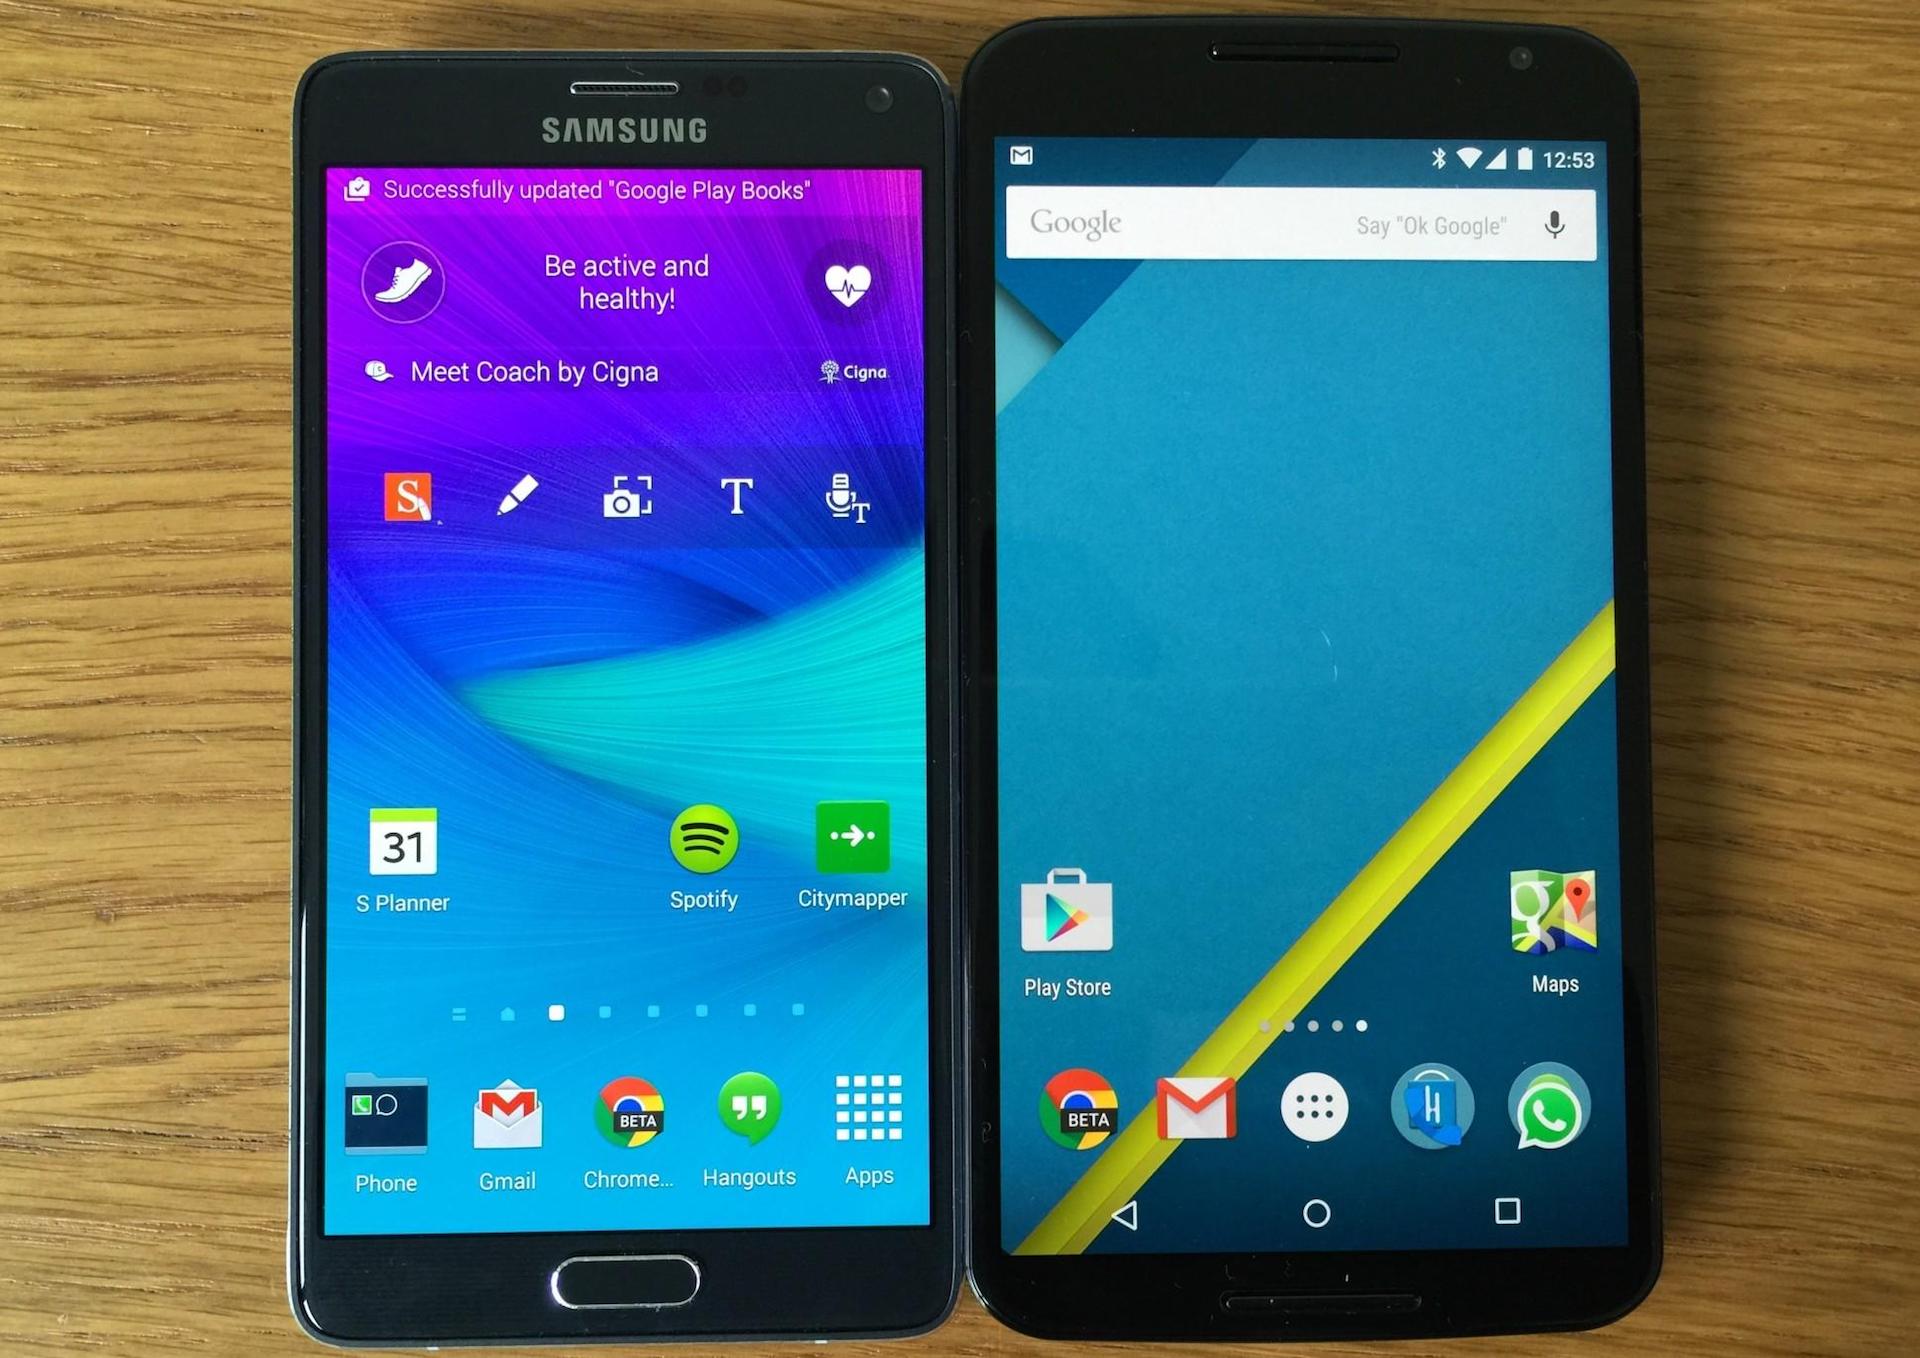 SAMSUNG
Successfully updated "Google Play Books"
Be active and
healthy!
Meet Coach by Cigna
Cigna
S
T
T
31
S Planner
Spotify
Citymapper
BETA
Phone
Gmail
Chrome...
Hangouts
Apps
12:53
Google
Say "Ok Google"
Play Store
Maps
BETA